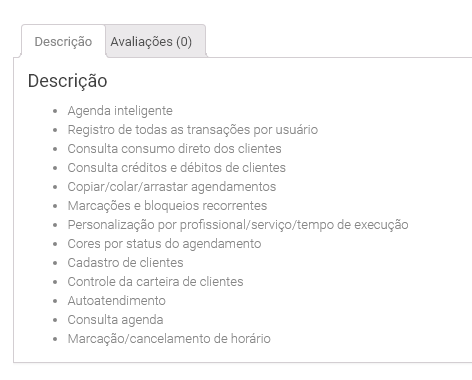 Descrição
Avaliações (0)
Descrição
Agenda inteligente
Registro de todas as transações por usuário
Consulta consumo direto dos clientes
Consulta créditos e débitos de clientes
Copiar/colar/arrastar agendamentos
Marcações e bloqueios recorrentes
Personalização por profissional/serviço/tempo de execução
Cores por status do agendamento
Cadastro de clientes
Controle da carteira de clientes
Autoatendimento
Consulta agenda
Marcação/cancelamento de horário